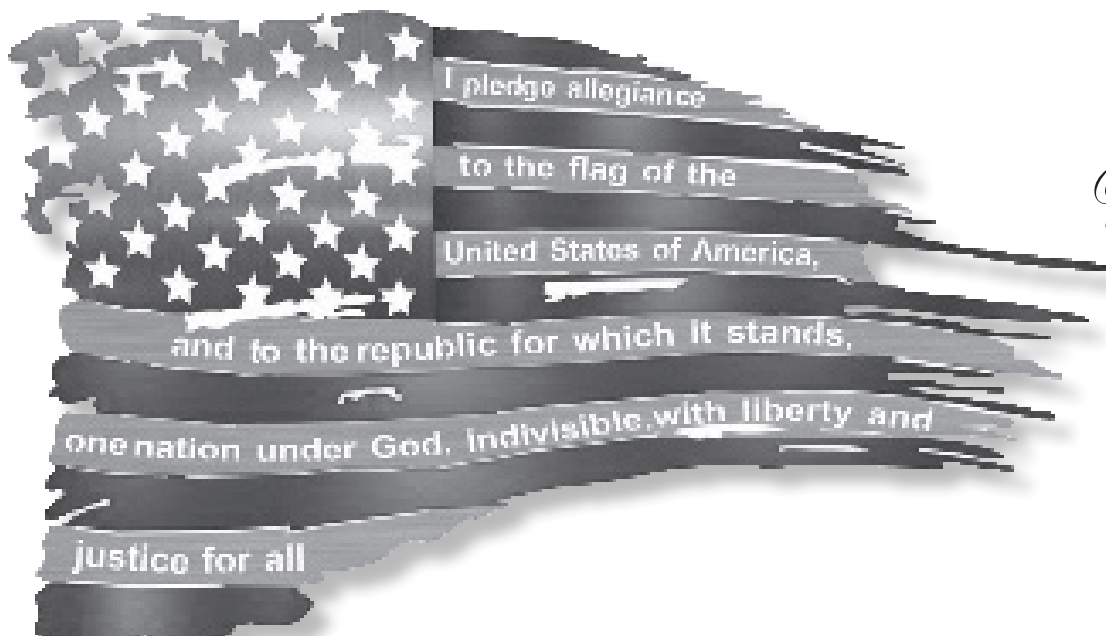 I pledge allegiance
to the flag of the
United States of America,
and to the republic for which it stands,
one nation under God, indivisible, with liberty and
justice for all